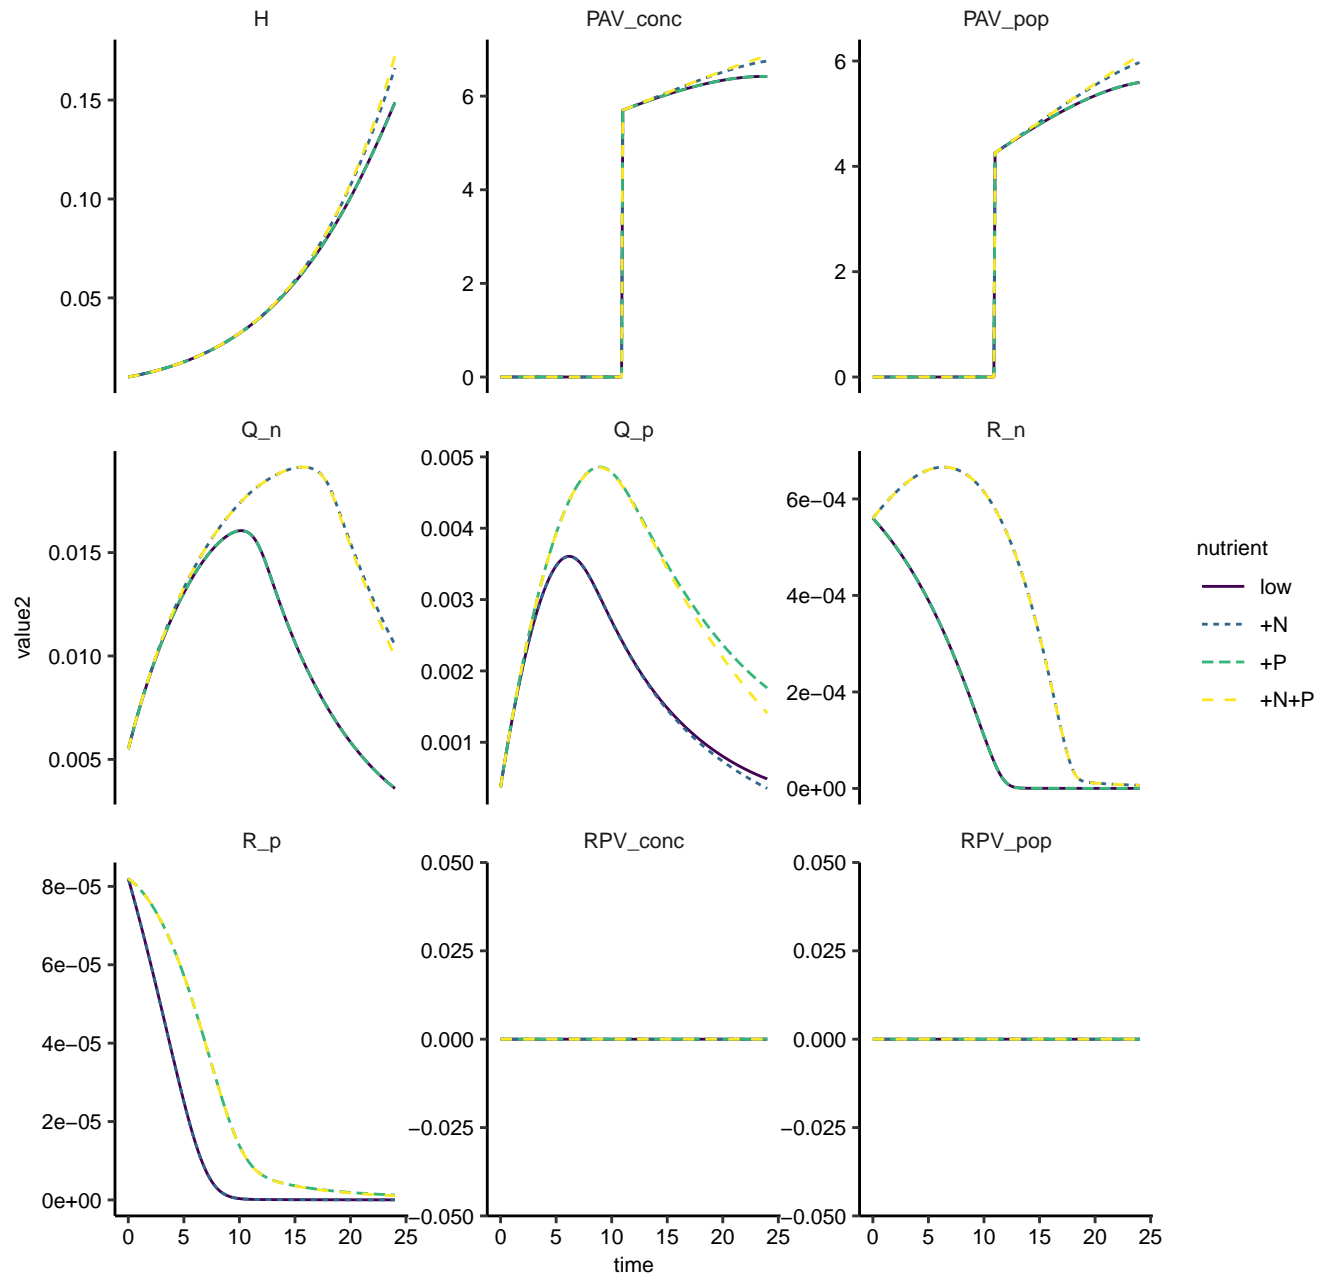 H
PAV_conc
PAV_pop
0.15
0.10
0.05
6
4
2
0
6
4
2
0
Q_n
Q_p
R_n
0.015
0.010
0.005
0.005
0.004
0.003
0.002
0.001
6e−04
4e−04
2e−04
0e+00
R_p
RPV_conc
RPV_pop
8e−05
6e−05
4e−05
2e−05
0e+00
0.050
0.025
0.000
−0.025
−0.050
0.050
0.025
0.000
−0.025
−0.050
0 5 10 15 20 25
0 5 10 15 20 25
0 5 10 15 20 25
time
value2
nutrient
low
+N
+P
+N+P